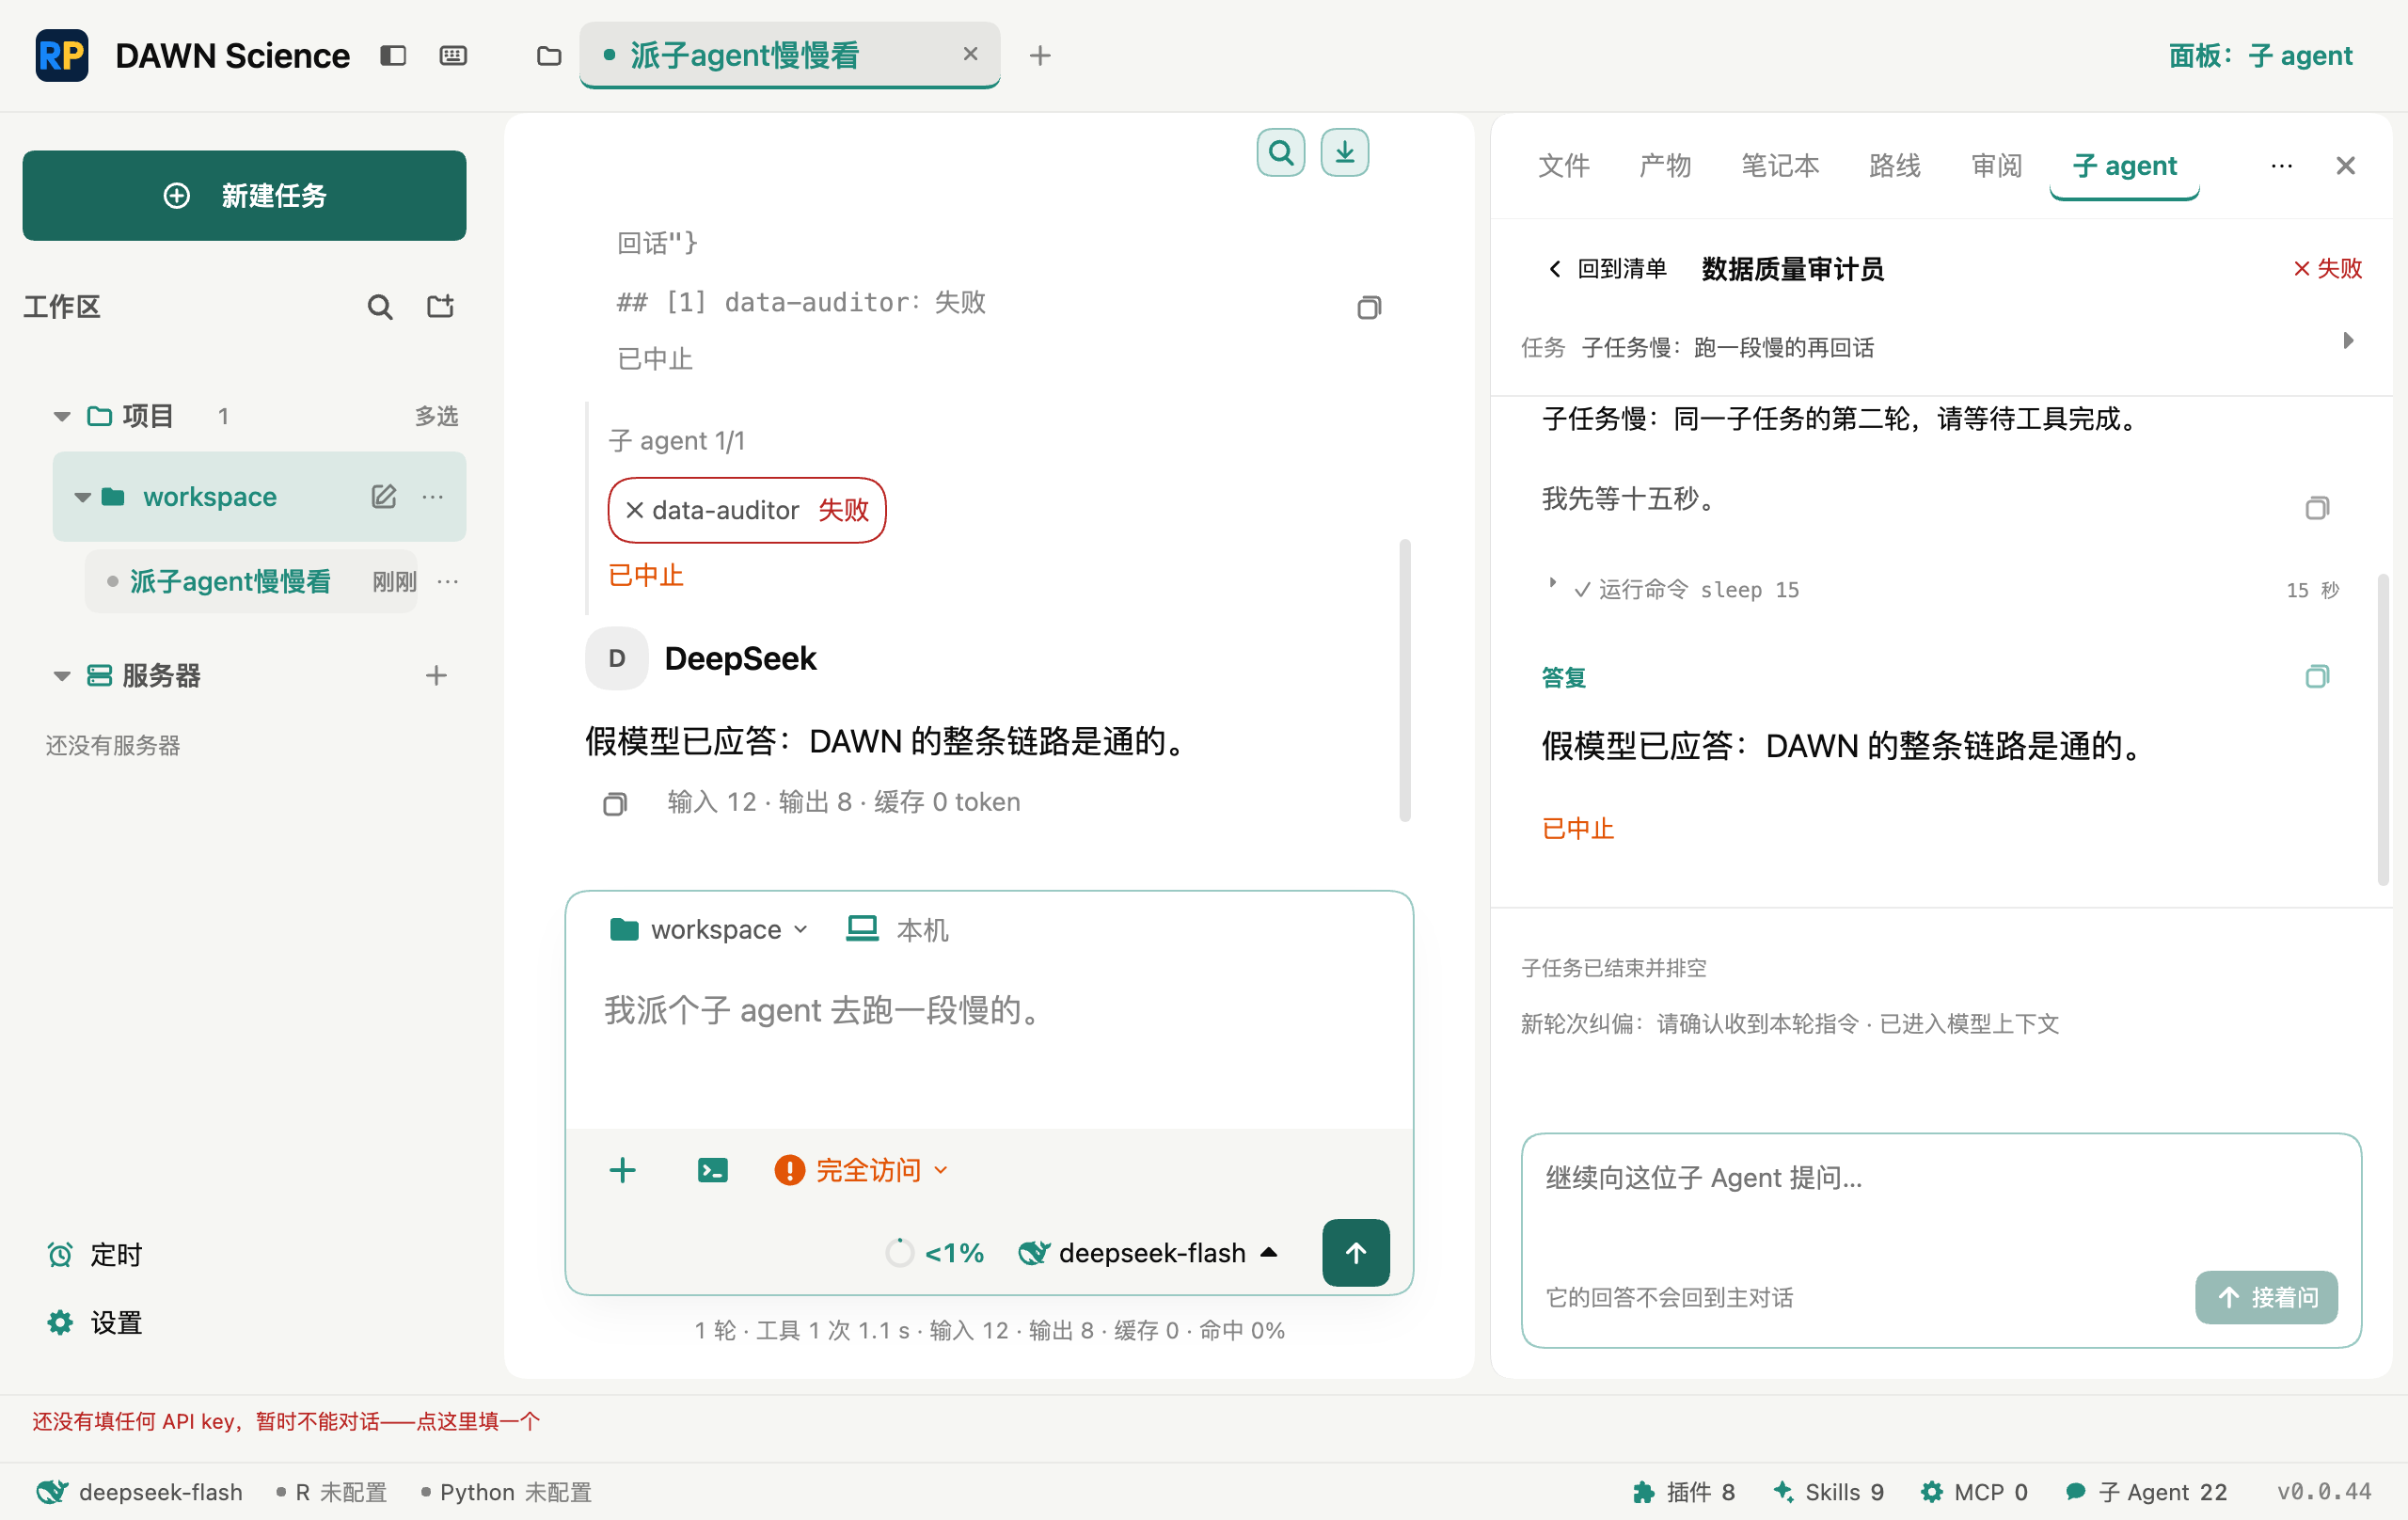 RP DAWN Science
派子agent慢慢看
面板：子 agent
新建任务
工作区
项目 1 多选
workspace
派子agent慢慢看 刚刚
服务器
还没有服务器
定时
设置
回话"}
## [1] data-auditor：失败
已中止
子 agent 1/1
data-auditor 失败
已中止
D DeepSeek
假模型已应答：DAWN 的整条链路是通的。
输入 12 · 输出 8 · 缓存 0 token
workspace 本机
我派个子 agent 去跑一段慢的。
完全访问
<1% deepseek-flash
1 轮 · 工具 1 次 1.1 s · 输入 12 · 输出 8 · 缓存 0 · 命中 0%
文件 产物 笔记本 路线 审阅 子 agent
回到清单 数据质量审计员 失败
任务 子任务慢：跑一段慢的再回话
子任务慢：同一子任务的第二轮，请等待工具完成。
我先等十五秒。
运行命令 sleep 15 15 秒
答复
假模型已应答：DAWN 的整条链路是通的。
已中止
子任务已结束并排空
新轮次纠偏：请确认收到本轮指令 · 已进入模型上下文
继续向这位子 Agent 提问...
它的回答不会回到主对话 接着问
还没有填任何 API key，暂时不能对话——点这里填一个
deepseek-flash R 未配置 Python 未配置
插件 8 Skills 9 MCP 0 子 Agent 22 v0.0.44